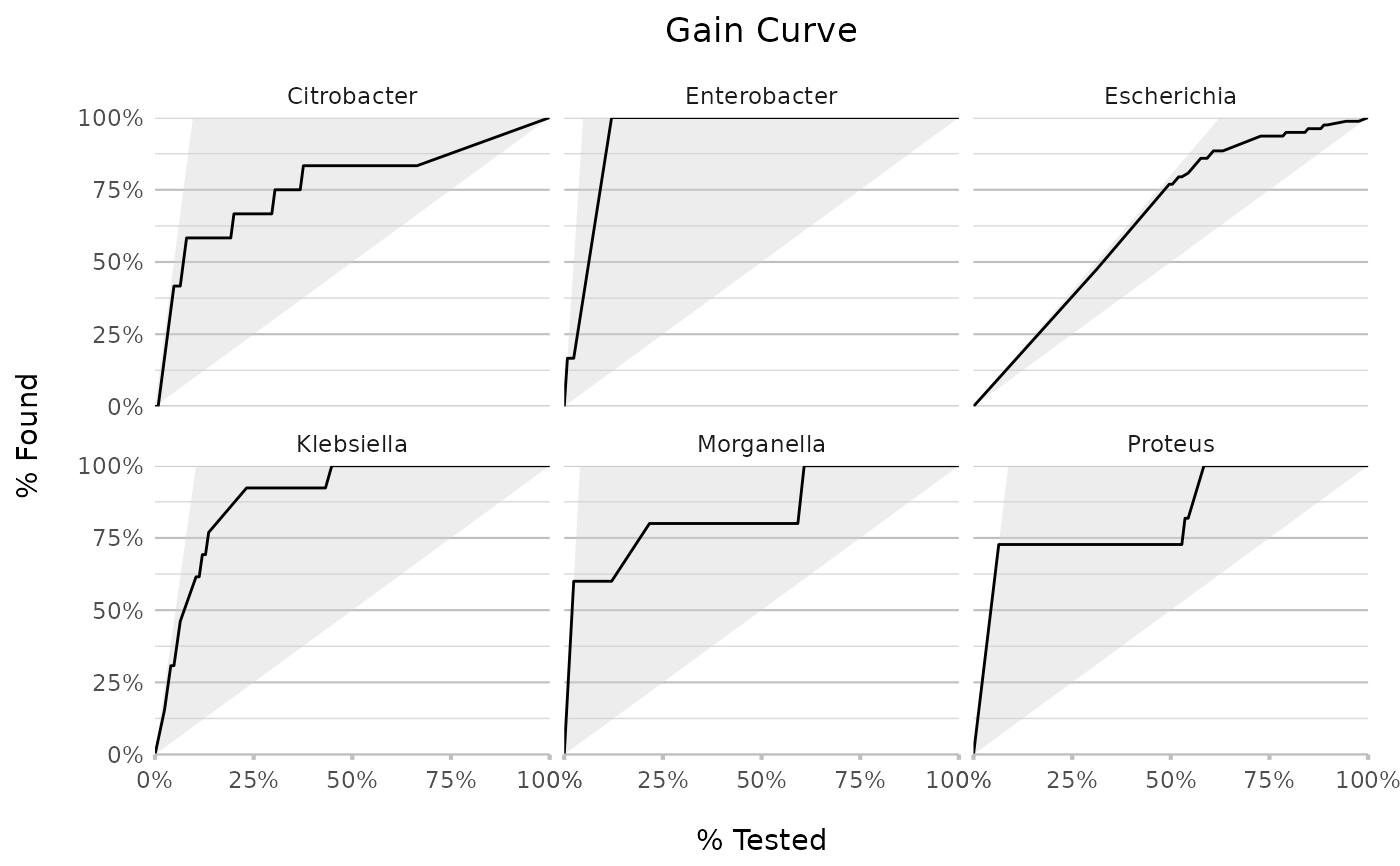 Gain Curve
Citrobacter Enterobacter Escherichia
100%
75%
50%
25%
0%
% Found
Klebsiella Morganella Proteus
100%
75%
50%
25%
0%
0% 25% 50% 75% 100% 0% 25% 50% 75% 100% 0% 25% 50% 75% 100%
% Tested